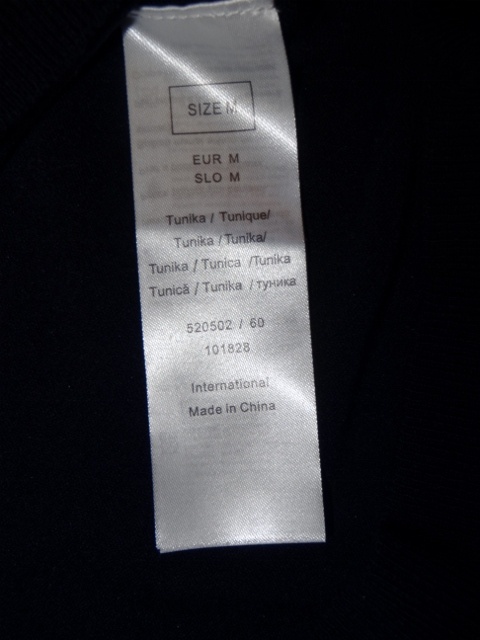 SIZE M
EUR M
SLO M
Tunika / Tunique/
Tunika / Tunika/
Tunika / Tunica /Tunika
Tunică / Tunika / туника
520502 / 60
101828
International
Made in China